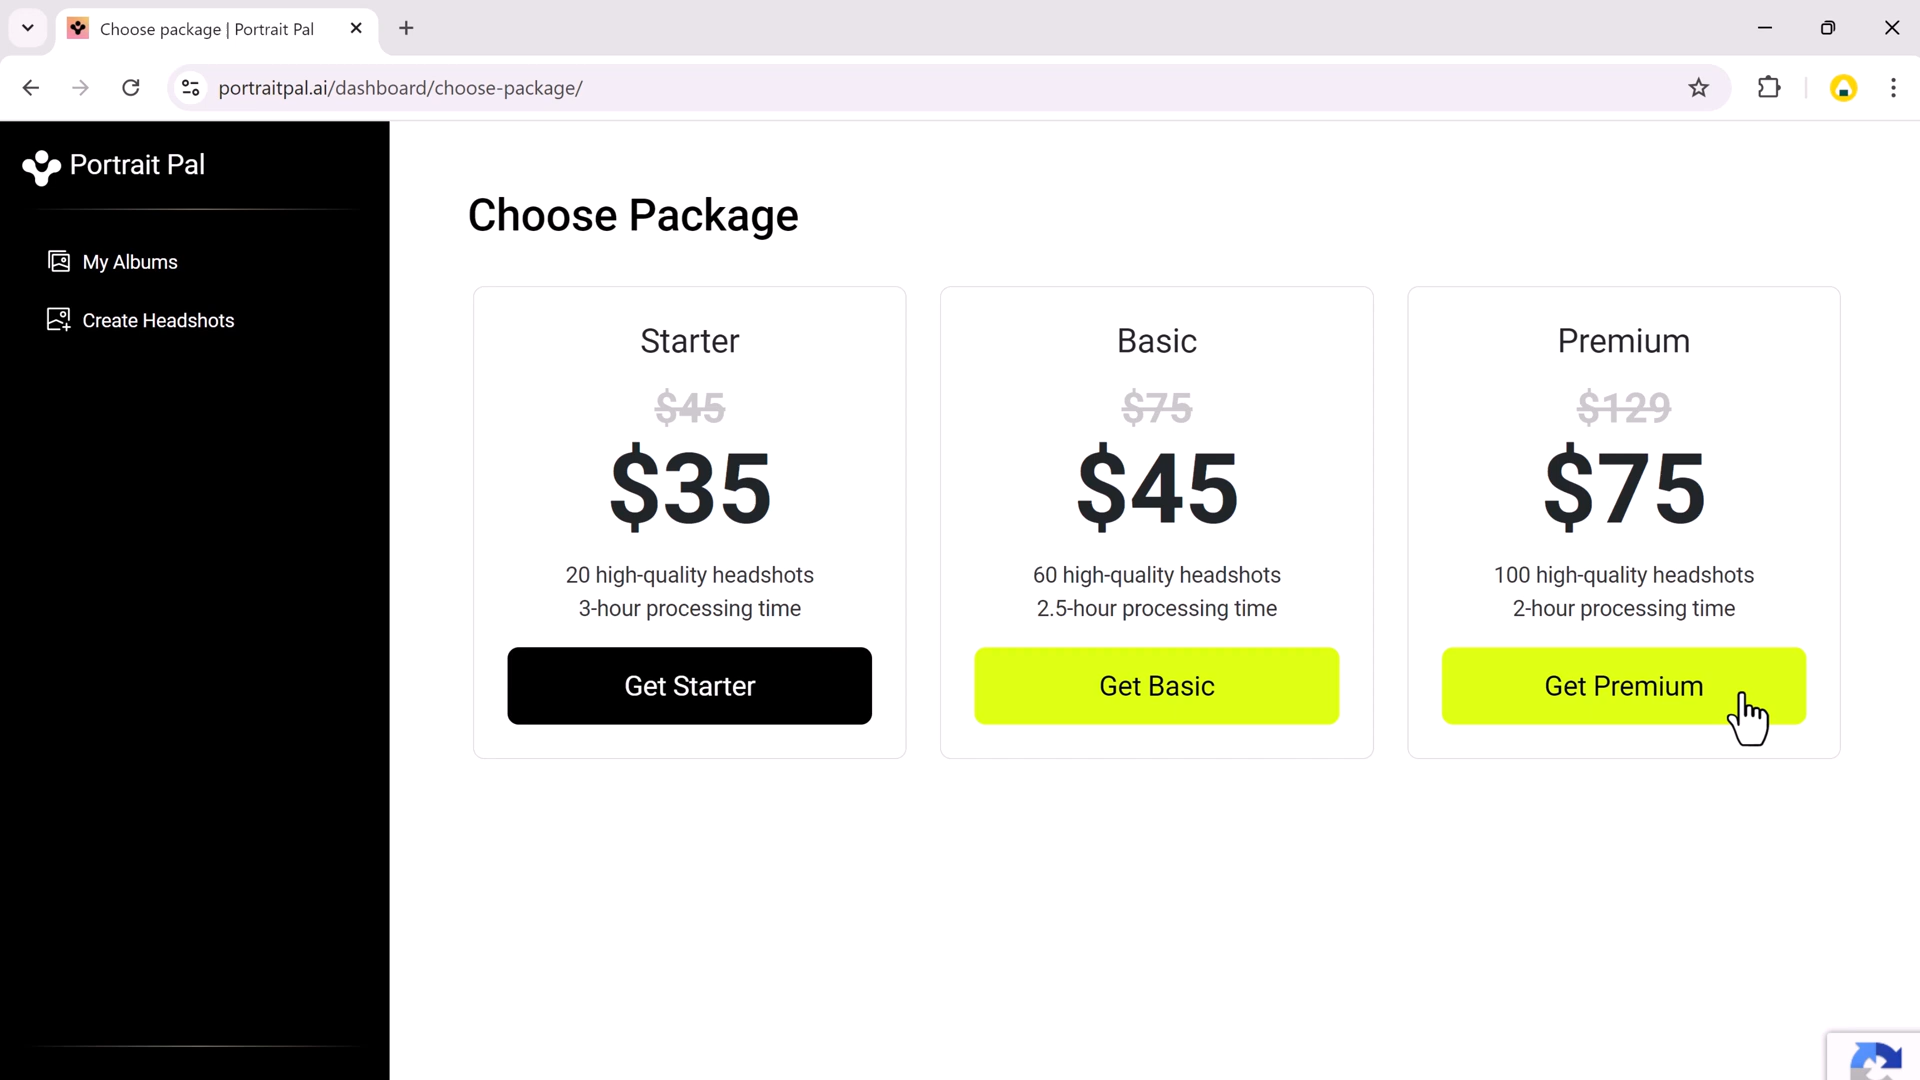 Choose package | Portrait Pal
portraitpal.ai/dashboard/choose-package/
Portrait Pal
My Albums
Create Headshots
Choose Package
Starter
$45
$35
20 high-quality headshots
3-hour processing time
Get Starter
Basic
$75
$45
60 high-quality headshots
2.5-hour processing time
Get Basic
Premium
$129
$75
100 high-quality headshots
2-hour processing time
Get Premium